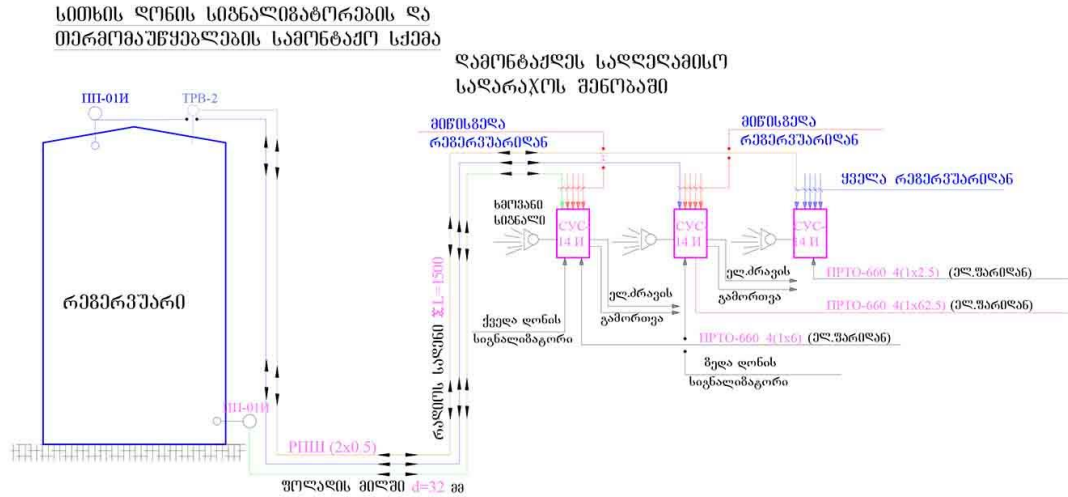 სითხის დონის სიგნალიზატორების და
თერმომაუწყებლების სამონტაჟო სქემა
დამონტაჟდეს სადღეღამისო
სადარაჯოს შენობაში
ПП-01И
ТРВ-2
მიწისზედა
რეზერვუარიდან
მიწისზედა
რეზერვუარიდან
ყველა რეზერვუარიდან
ხმოვანი
სიგნალი
СУС-
14 И
СУС-
14 И
СУС-
14 И
რეზერვუარი
რადიოს სადენი ΣL=1500
ელ.ძრავის
გამორთვა
ელ.ძრავის
გამორთვა
ПРТО-660 4(1x2.5) (ელ.ფარიდან)
ПРТО-660 4(1x62.5) (ელ.ფარიდან)
ქვედა დონის
სიგნალიზატორი
ПРТО-660 4(1x6) (ელ.ფარიდან)
ზედა დონის
სიგნალიზატორი
ПП-01И
РПШ (2x0.5)
ფოლადის მილში d=32 მმ